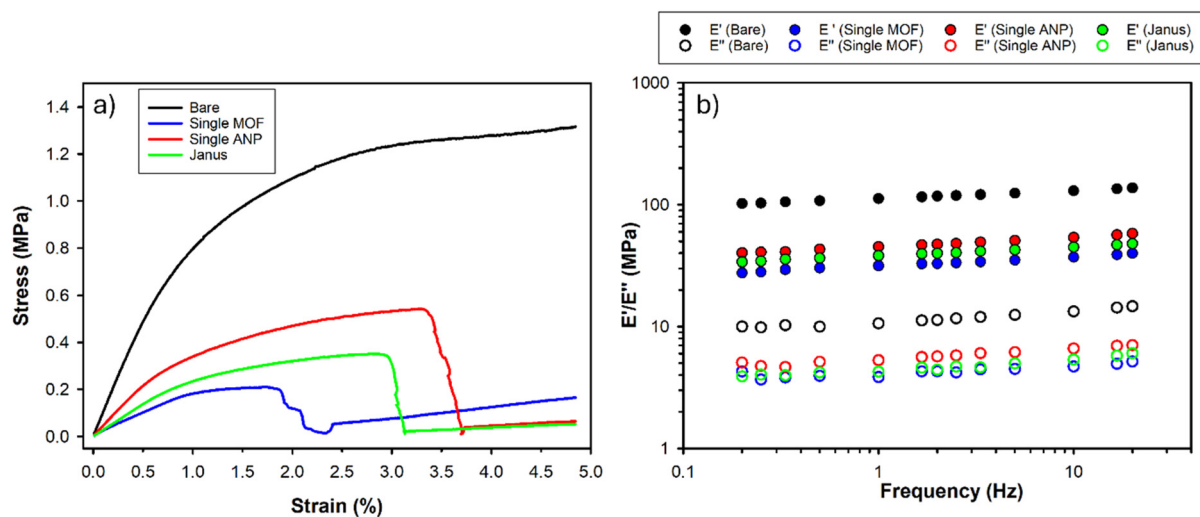 E' (Bare) E' (Single MOF) E' (Single ANP) E' (Janus)
E'' (Bare) E'' (Single MOF) E'' (Single ANP) E'' (Janus)
a)
Bare
Single MOF
Single ANP
Janus
1.4
1.2
1.0
0.8
0.6
0.4
0.2
0.0
Stress (MPa)
0.0 0.5 1.0 1.5 2.0 2.5 3.0 3.5 4.0 4.5 5.0
Strain (%)
b)
1000
100
10
1
E'/E'' (MPa)
0.1 1 10
Frequency (Hz)